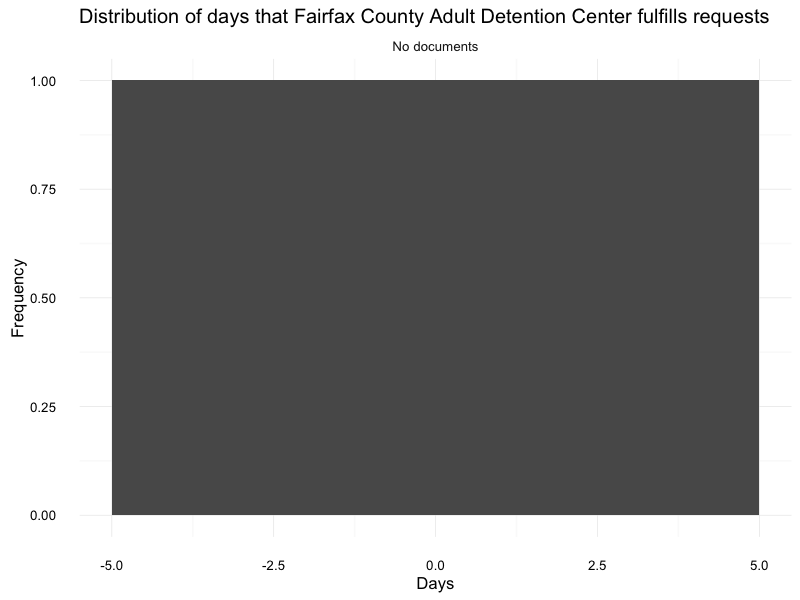 Distribution of days that Fairfax County Adult Detention Center fulfills requests
No documents
1.00
0.75
0.50
0.25
0.00
Frequency
-5.0
-2.5
0.0
2.5
5.0
Days